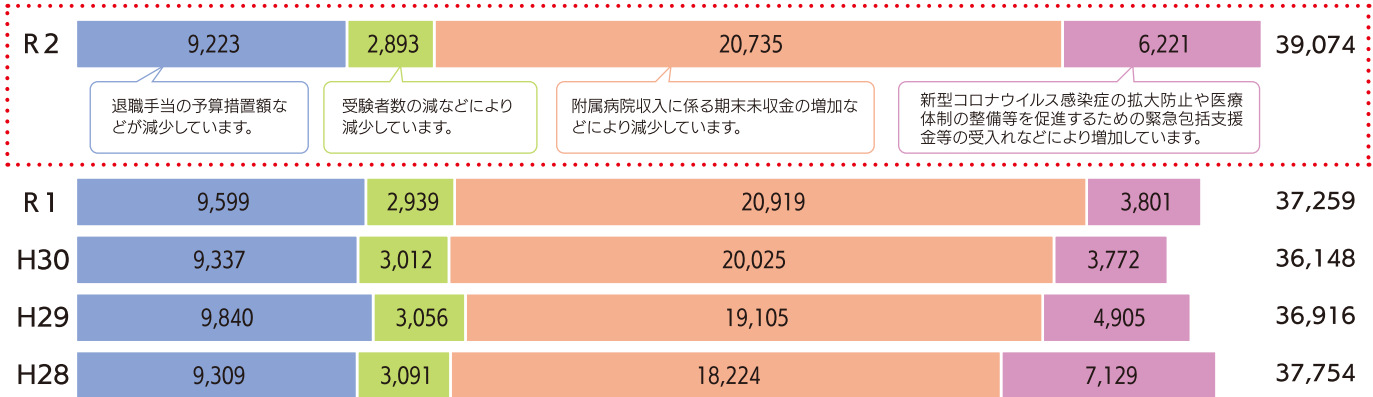 R2 9,223 2,893 20,735 6,221 39,074
退職手当の予算措置額な
どが減少しています。
受験者数の減などにより
減少しています。
附属病院収入に係る期末未収金の増加な
どにより減少しています。
新型コロナウイルス感染症の拡大防止や医療
体制の整備等を促進するための緊急包括支援
金等の受入れなどにより増加しています。
R1 9,599 2,939 20,919 3,801 37,259
H30 9,337 3,012 20,025 3,772 36,148
H29 9,840 3,056 19,105 4,905 36,916
H28 9,309 3,091 18,224 7,129 37,754